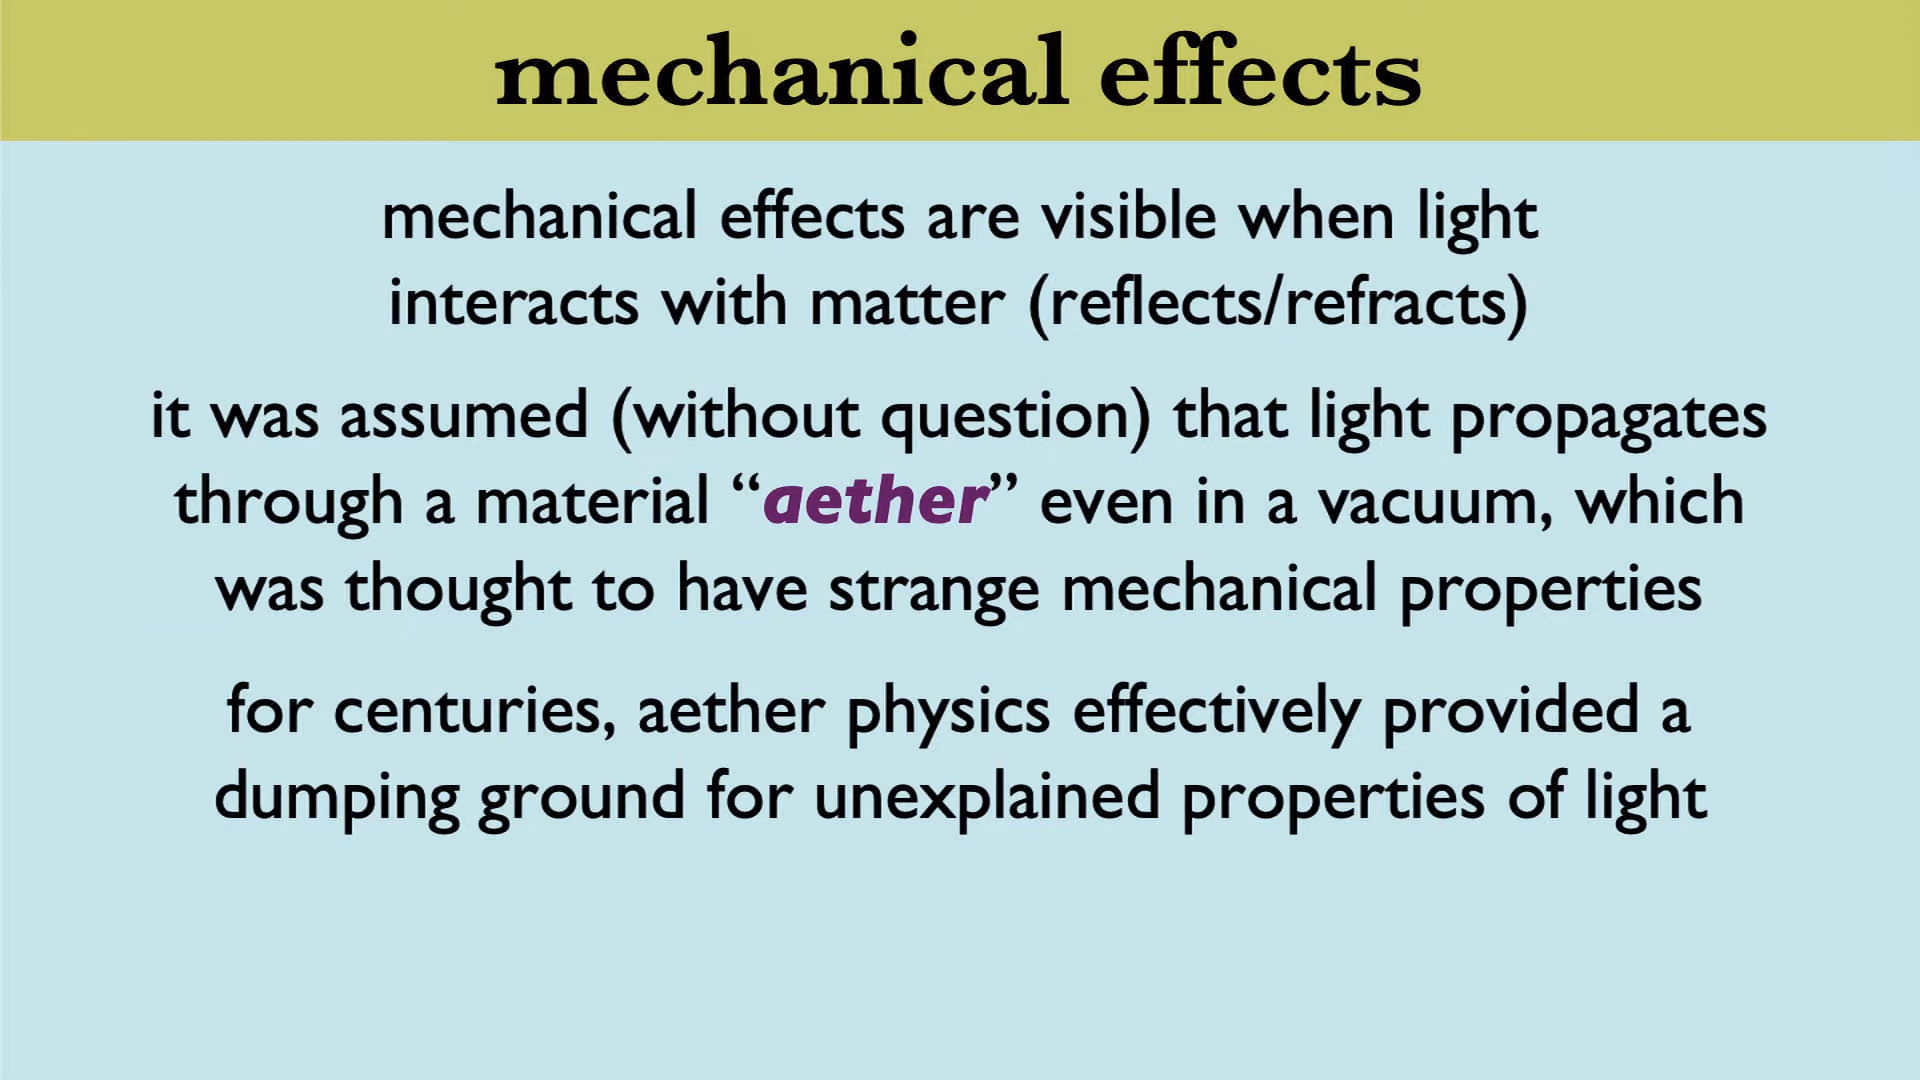 mechanical effects
mechanical effects are visible when light
interacts with matter (reflects/refracts)
it was assumed (without question) that light propagates
through a material “aether” even in a vacuum, which
was thought to have strange mechanical properties
for centuries, aether physics effectively provided a
dumping ground for unexplained properties of light